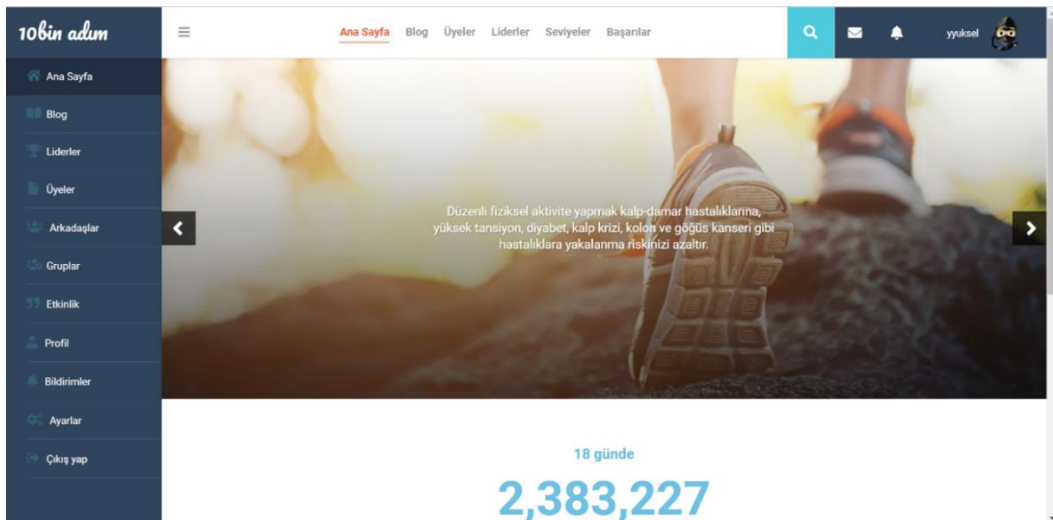 10bin adım
Ana Sayfa Blog Üyeler Liderler Seviyeler Başarılar
yyuksel
Ana Sayfa
Blog
Liderler
Üyeler
Arkadaşlar
Gruplar
Etkinlik
Profil
Bildirimler
Ayarlar
Çıkış yap
Düzenli fiziksel aktivite yapmak kalp-damar hastalıklarına,
yüksek tansiyon, diyabet, kalp krizi, kolon ve göğüs kanseri gibi
hastalıklara yakalanma riskinizi azaltır.
18 günde
2,383,227